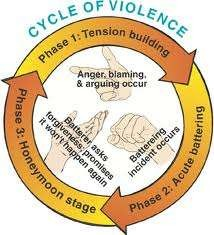 CYCLE OF VIOLENCE
Phase 1: Tension building
Anger, blaming,
& arguing occur
Battering
incident occurs
Phase 2: Acute battering
Batterer asks
forgiveness, promises
it won't happen again
Phase 3: Honeymoon stage